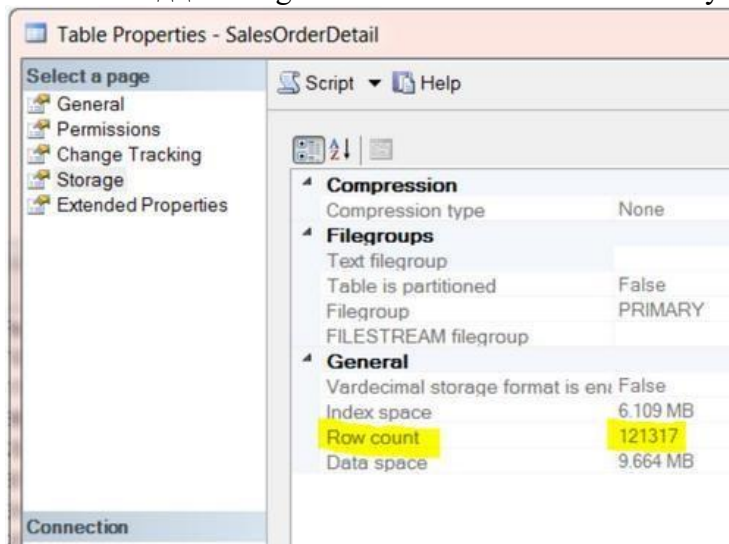 Table Properties - SalesOrderDetail
Select a page
General
Permissions
Change Tracking
Storage
Extended Properties
Script Help
Compression
Compression type None
Filegroups
Text filegroup
Table is partitioned False
Filegroup PRIMARY
FILESTREAM filegroup
General
Vardecimal storage format is ena False
Index space 6.109 MB
Row count 121317
Data space 9.664 MB
Connection